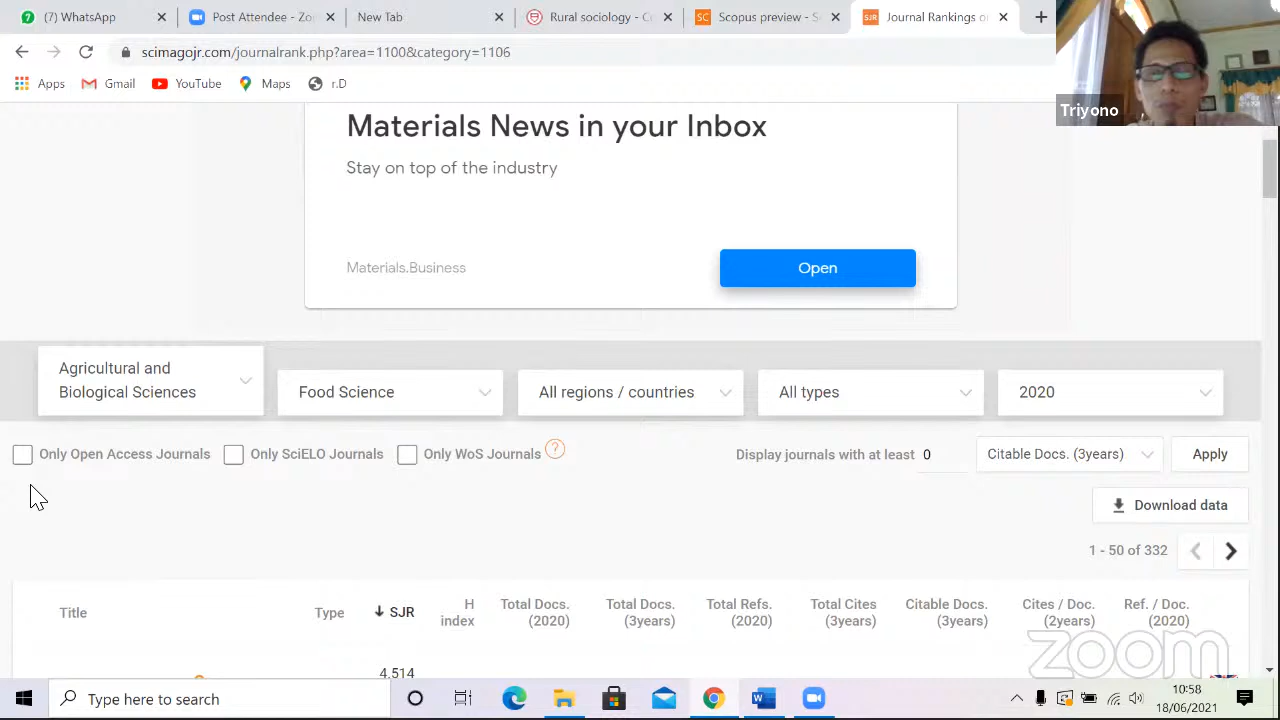 (7) WhatsApp
Post Attendee - Zo
New Tab
Rural sociology - C
Scopus preview - S
Journal Rankings o
scimagojr.com/journalrank.php?area=1100&category=1106
Apps
Gmail
YouTube
Maps
r.D
Triyono
Materials News in your Inbox
Stay on top of the industry
Materials.Business
Open
Agricultural and
Biological Sciences
Food Science
All regions / countries
All types
2020
Only Open Access Journals
Only SciELO Journals
Only WoS Journals
?
Display journals with at least
0
Citable Docs. (3years)
Apply
Download data
1 - 50 of 332
Title
Type
SJR
H
index
Total Docs.
(2020)
Total Docs.
(3years)
Total Refs.
(2020)
Total Cites
(3years)
Citable Docs.
(3years)
Cites / Doc.
(2years)
Ref. / Doc.
(2020)
4,514
zoom
Type here to search
10:58
18/06/2021